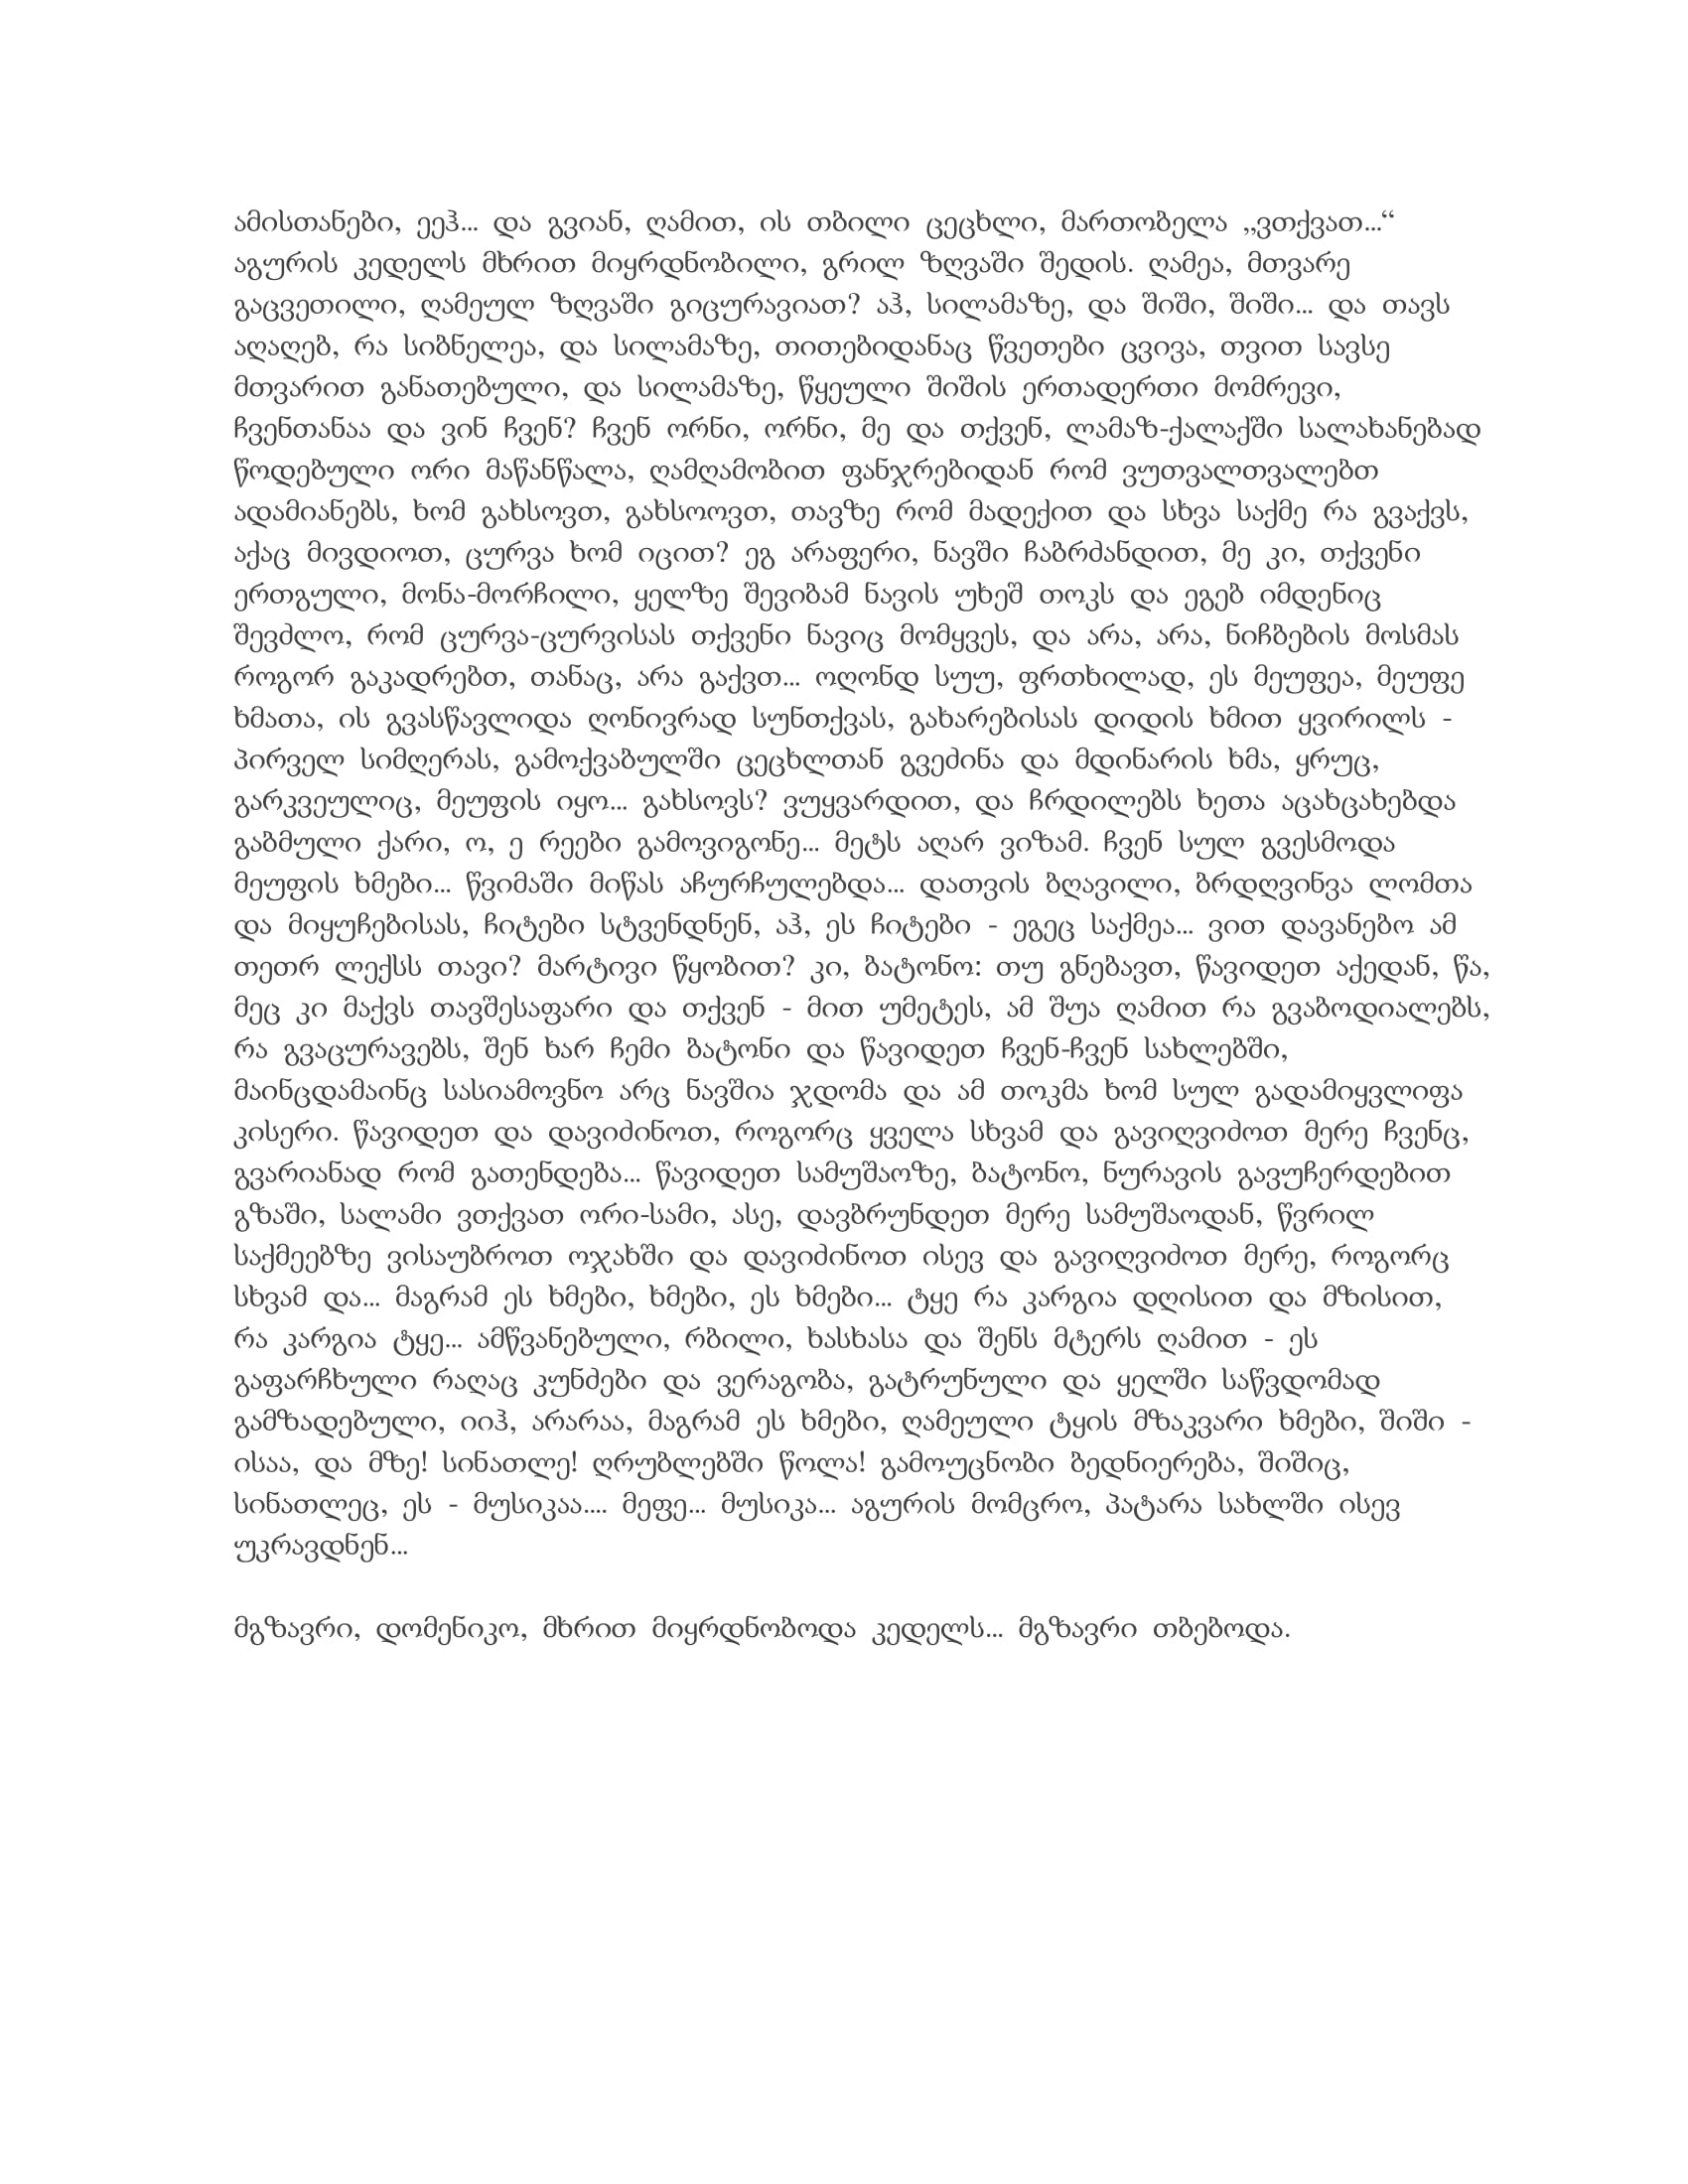 ამისთანები, ეეჰ... და გვიან, ღამით, ის თბილი ცეცხლი, მართობელა „ვთქვათ...“
აგურის კედელს მხრით მიყრდნობილი, გრილ ზღვაში შედის. ღამეა, მთვარე
გაცვეთილი, ღამეულ ზღვაში გიცურავიათ? აჰ, სილამაზე, და შიში, შიში... და თავს
აღაღებ, რა სიბნელეა, და სილამაზე, თითებიდანაც წვეთები ცვივა, თვით სავსე
მთვარით განათებული, და სილამაზე, წყეული შიშის ერთადერთი მომრევი,
ჩვენთანაა და ვინ ჩვენ? ჩვენ ორნი, ორნი, მე და თქვენ, ლამაზ-ქალაქში სალახანებად
წოდებული ორი მაწანწალა, ღამღამობით ფანჯრებიდან რომ ვუთვალთვალებთ
ადამიანებს, ხომ გახსოვთ, გახსოოვთ, თავზე რომ მადექით და სხვა საქმე რა გვაქვს,
აქაც მივდიოთ, ცურვა ხომ იცით? ეგ არაფერი, ნავში ჩაბრძანდით, მე კი, თქვენი
ერთგული, მონა-მორჩილი, ყელზე შევიბამ ნავის უხეშ თოკს და ეგებ იმდენიც
შევძლო, რომ ცურვა-ცურვისას თქვენი ნავიც მომყვეს, და არა, არა, ნიჩბების მოსმას
როგორ გაკადრებთ, თანაც, არა გაქვთ... ოღონდ სუუ, ფრთხილად, ეს მეუფეა, მეუფე
ხმათა, ის გვასწავლიდა ღონივრად სუნთქვას, გახარებისას დიდის ხმით ყვირილს -
პირველ სიმღერას, გამოქვაბულში ცეცხლთან გვეძინა და მდინარის ხმა, ყრუც,
გარკვეულიც, მეუფის იყო... გახსოვს? ვუყვარდით, და ჩრდილებს ხეთა აცახცახებდა
გაბმული ქარი, ო, ე რეები გამოვიგონე... მეტს აღარ ვიზამ. ჩვენ სულ გვესმოდა
მეუფის ხმები... წვიმაში მიწას აჩურჩულებდა... დათვის ბღავილი, ბრდღვინვა ლომთა
და მიყუჩებისას, ჩიტები სტვენდნენ, აჰ, ეს ჩიტები - ეგეც საქმეა... ვით დავანებო ამ
თეთრ ლექსს თავი? მარტივი წყობით? კი, ბატონო: თუ გნებავთ, წავიდეთ აქედან, წა,
მეც კი მაქვს თავშესაფარი და თქვენ - მით უმეტეს, ამ შუა ღამით რა გვაბოდიალებს,
რა გვაცურავებს, შენ ხარ ჩემი ბატონი და წავიდეთ ჩვენ-ჩვენ სახლებში,
მაინცდამაინც სასიამოვნო არც ნავშია ჯდომა და ამ თოკმა ხომ სულ გადამიყვლიფა
კისერი. წავიდეთ და დავიძინოთ, როგორც ყველა სხვამ და გავიღვიძოთ მერე ჩვენც,
გვარიანად რომ გათენდება... წავიდეთ სამუშაოზე, ბატონო, ნურავის გავუჩერდებით
გზაში, სალამი ვთქვათ ორი-სამი, ასე, დავბრუნდეთ მერე სამუშაოდან, წვრილ
საქმეებზე ვისაუბროთ ოჯახში და დავიძინოთ ისევ და გავიღვიძოთ მერე, როგორც
სხვამ და... მაგრამ ეს ხმები, ხმები, ეს ხმები... ტყე რა კარგია დღისით და მზისით,
რა კარგია ტყე... ამწვანებული, რბილი, ხასხასა და შენს მტერს ღამით - ეს
გაფარჩხული რაღაც კუნძები და ვერაგობა, გატრუნული და ყელში საწვდომად
გამზადებული, იიჰ, არარაა, მაგრამ ეს ხმები, ღამეული ტყის მზაკვარი ხმები, შიში -
ისაა, და მზე! სინათლე! ღრუბლებში წოლა! გამოუცნობი ბედნიერება, შიშიც,
სინათლეც, ეს - მუსიკაა.... მეფე... მუსიკა... აგურის მომცრო, პატარა სახლში ისევ
უკრავდნენ...
მგზავრი, დომენიკო, მხრით მიყრდნობოდა კედელს... მგზავრი თბებოდა.